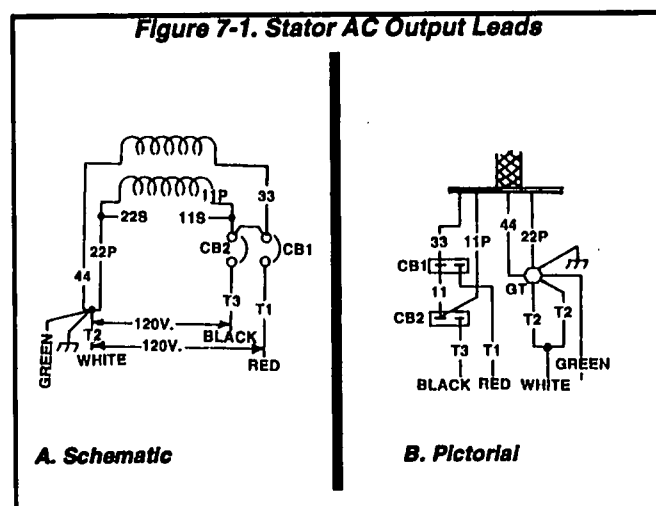 Figure 7-1. Stator AC Output Leads
11P
33
22S
11S
22P
CB2
CB1
44
T3
T1
120V.
T2
BLACK
120V.
WHITE
RED
GREEN
A. Schematic
44
33
11P
22P
CB1
GT
11
T2
T2
CB2
T3
T1
GREEN
BLACK
RED
WHITE
B. Pictorial